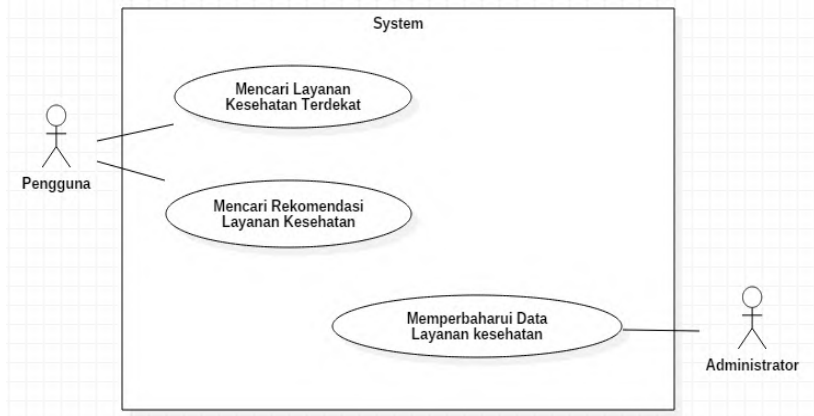 System
Mencari Layanan
Kesehatan Terdekat
Pengguna
Mencari Rekomendasi
Layanan Kesehatan
Memperbaharui Data
Layanan kesehatan
Administrator